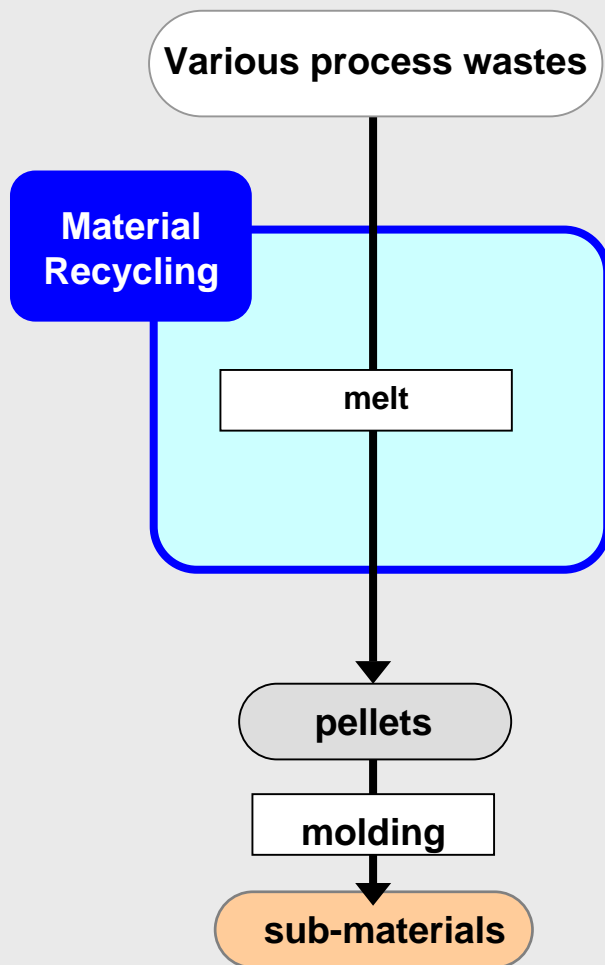 Various process wastes
Material
Recycling
melt
pellets
molding
sub-materials